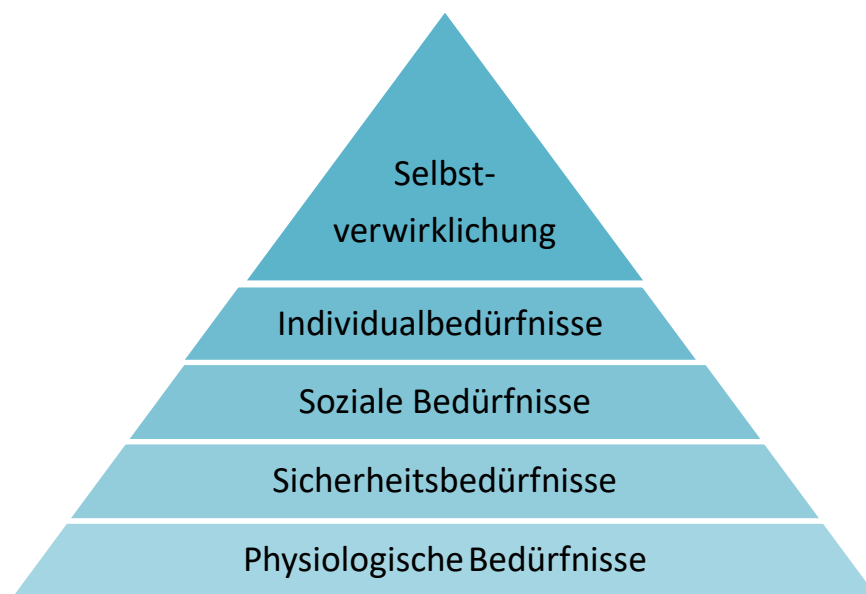 Selbst-
verwirklichung
Individualbedürfnisse
Soziale Bedürfnisse
Sicherheitsbedürfnisse
Physiologische Bedürfnisse